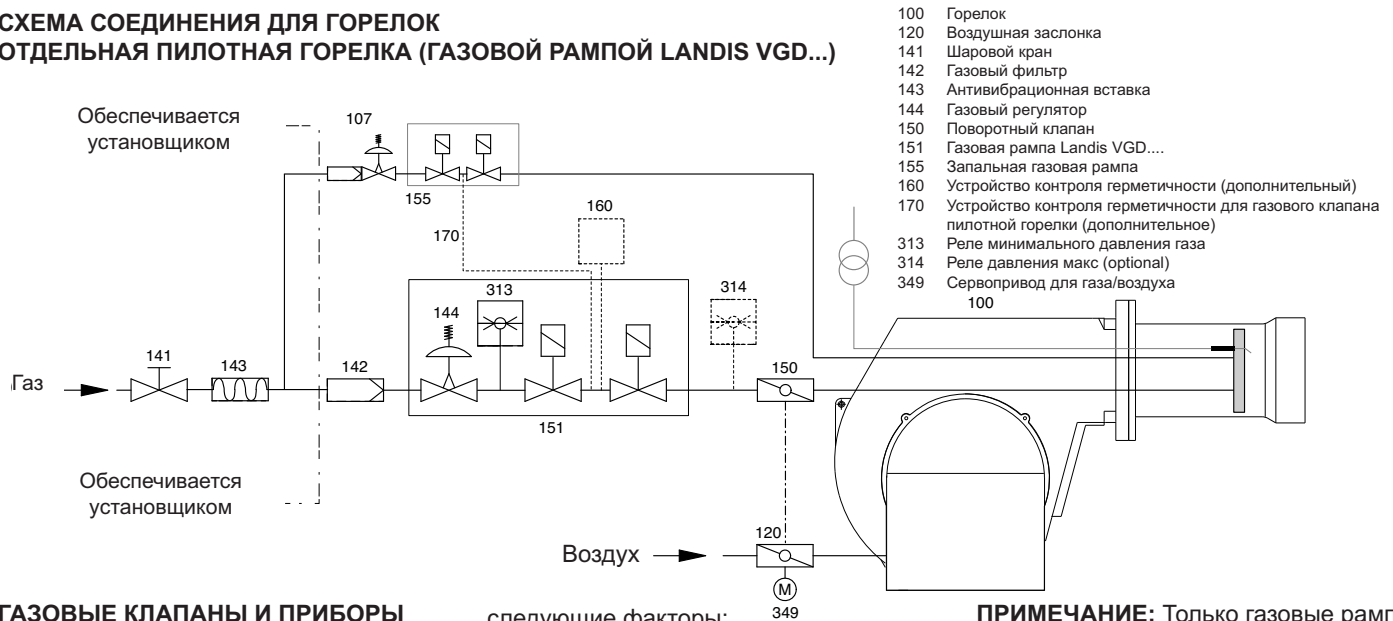 СХЕМА СОЕДИНЕНИЯ ДЛЯ ГОРЕЛОК
ОТДЕЛЬНАЯ ПИЛОТНАЯ ГОРЕЛКА (ГАЗОВОЙ РАМПОЙ LANDIS VGD...)
100 Горелок
120 Воздушная заслонка
141 Шаровой кран
142 Газовый фильтр
143 Антивибрационная вставка
144 Газовый регулятор
150 Поворотный клапан
151 Газовая рампа Landis VGD....
155 Запальная газовая рампа
160 Устройство контроля герметичности (дополнительный)
170 Устройство контроля герметичности для газового клапана
пилотной горелки (дополнительное)
313 Реле минимального давления газа
314 Реле давления макс (optional)
349 Сервопривод для газа/воздуха
Обеспечивается
установщиком
107
155
160
170
313
314
100
144
141
143
142
150
Газ
151
Обеспечивается
установщиком
120
Воздух
M
349
ГАЗОВЫЕ КЛАПАНЫ И ПРИБОРЫ
следующие факторы:
ПРИМЕЧАНИЕ: Только газовые рамп